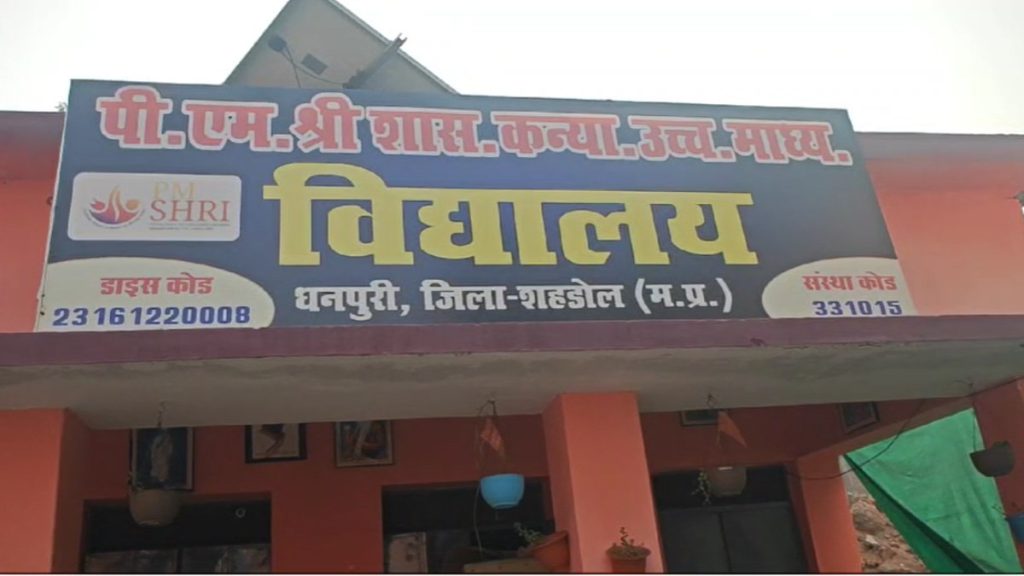 पी.एम.श्री शास.कन्या.उच्च.माध्य.
PM
SHRI
विद्यालय
डाइस कोड
23161220008
धनपुरी, जिला-शहडोल (म.प्र.)
संस्था कोड
331015